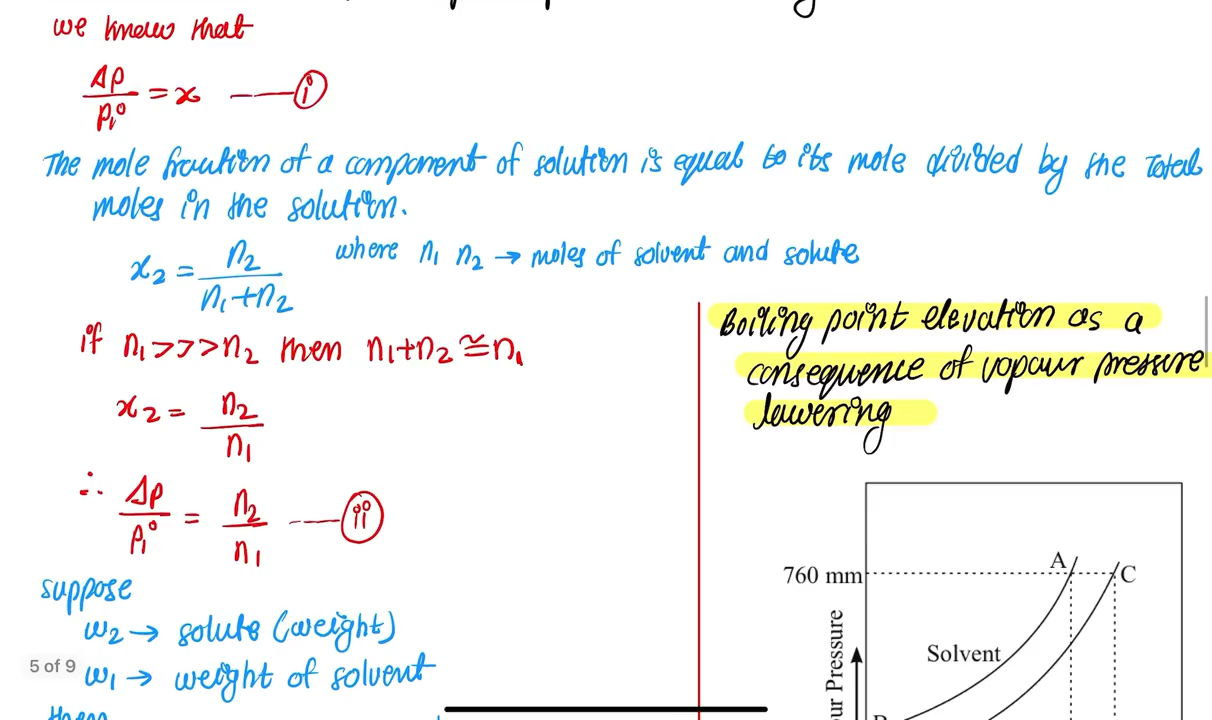 we knew that
Δp/p₁° = x —— (i)
The mole fraction of a component of solution is equal to its mole divided by the total
moles in the solution.
x₂ = n₂/(n₁+n₂) where n₁ n₂ → moles of solvent and solute
if n₁>>>n₂ then n₁+n₂ ≅ n₁
x₂ = n₂/n₁
∴ Δp/p₁° = n₂/n₁ ---- (ii)
suppose
w₂ → solute (weight)
w₁ → weight of solvent
5 of 9
Boiling point elevation as a
consequence of vapour pressure
lowering
A
760 mm
C
Solvent